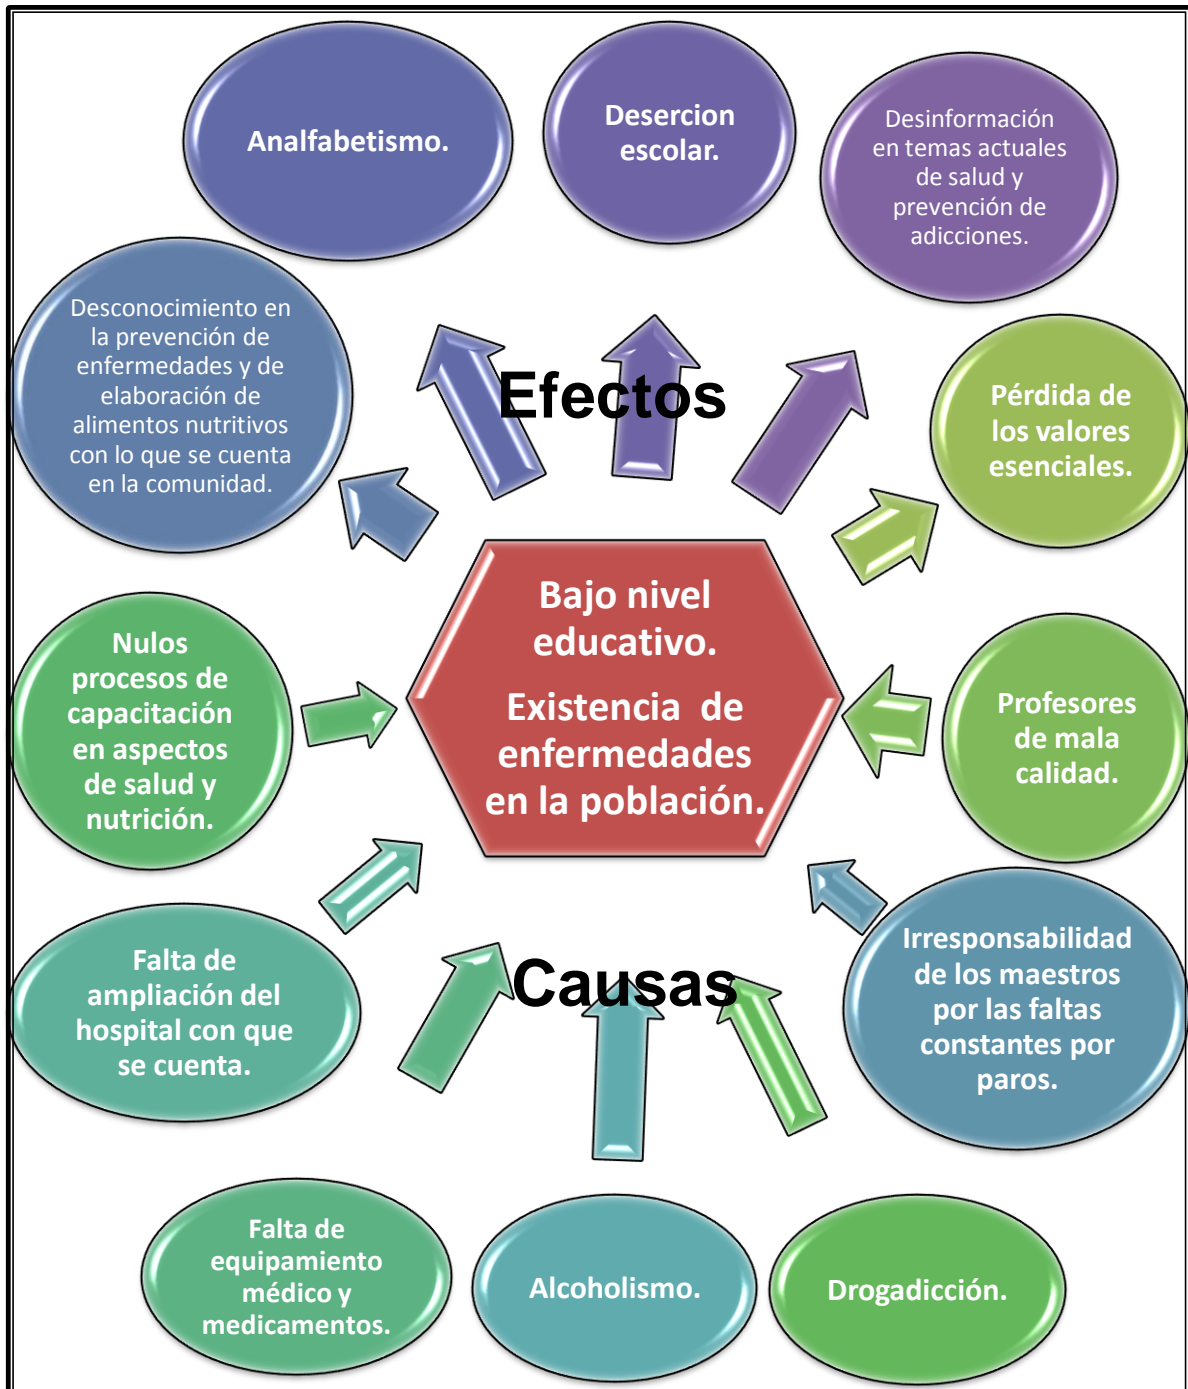 Analfabetismo.
Desercion
escolar.
Desinformación
en temas actuales
de salud y
prevención de
adicciones.
Desconocimiento en
la prevención de
enfermedades y de
elaboración de
alimentos nutritivos
con lo que se cuenta
en la comunidad.
Efectos
Pérdida de
los valores
esenciales.
Bajo nivel
educativo.
Existencia de
enfermedades
en la población.
Nulos
procesos de
capacitación
en aspectos
de salud y
nutrición.
Profesores
de mala
calidad.
Falta de
ampliación del
hospital con que
se cuenta.
Causas
Irresponsabilidad
de los maestros
por las faltas
constantes por
paros.
Falta de
equipamiento
médico y
medicamentos.
Alcoholismo.
Drogadicción.